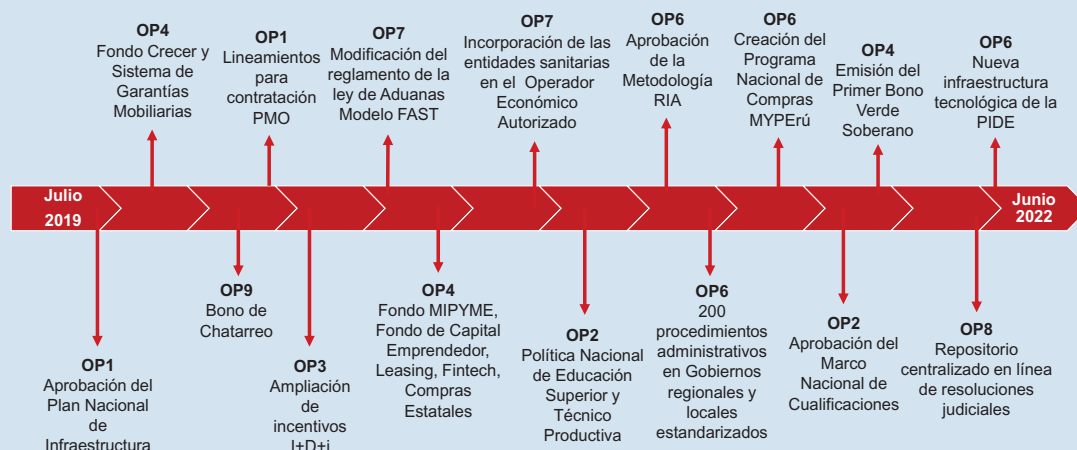 OP4
Fondo Crecer y
Sistema de
Garantías
Mobiliarias
OP1
Lineamientos
para
contratación
PMO
OP7
Modificación del
reglamento de la
ley de Aduanas
Modelo FAST
OP7
Incorporación de las
entidades sanitarias
en el Operador
Económico
Autorizado
OP6
Aprobación
de la
Metodología
RIA
OP6
Creación del
Programa
Nacional de
Compras
MYPErú
OP4
Emisión del
Primer Bono
Verde
Soberano
OP6
Nueva
infraestructura
tecnológica de la
PIDE
Julio
2019
Junio
2022
OP1
Aprobación del
Plan Nacional
de
Infraestructura
OP9
Bono de
Chatarreo
OP3
Ampliación
de
incentivos
I+D+i
OP4
Fondo MIPYME,
Fondo de Capital
Emprendedor,
Leasing, Fintech,
Compras
Estatales
OP2
Política Nacional
de Educación
Superior y
Técnico
Productiva
OP6
200
procedimientos
administrativos
en Gobiernos
regionales y
locales
estandarizados
OP2
Aprobación del
Marco
Nacional de
Cualificaciones
OP8
Repositorio
centralizado en línea
de resoluciones
judiciales